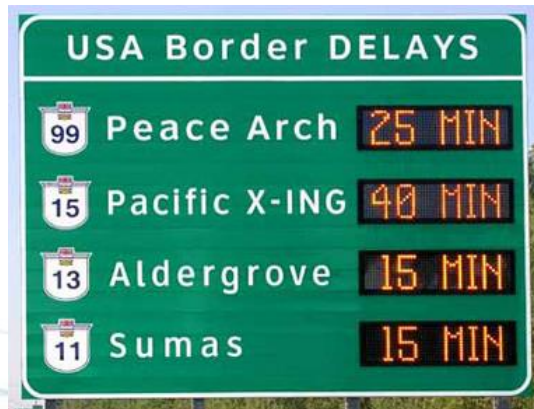 USA Border DELAYS
99 Peace Arch 25 MIN
15 Pacific X-ING 40 MIN
13 Aldergrove 15 MIN
11 Sumas 15 MIN